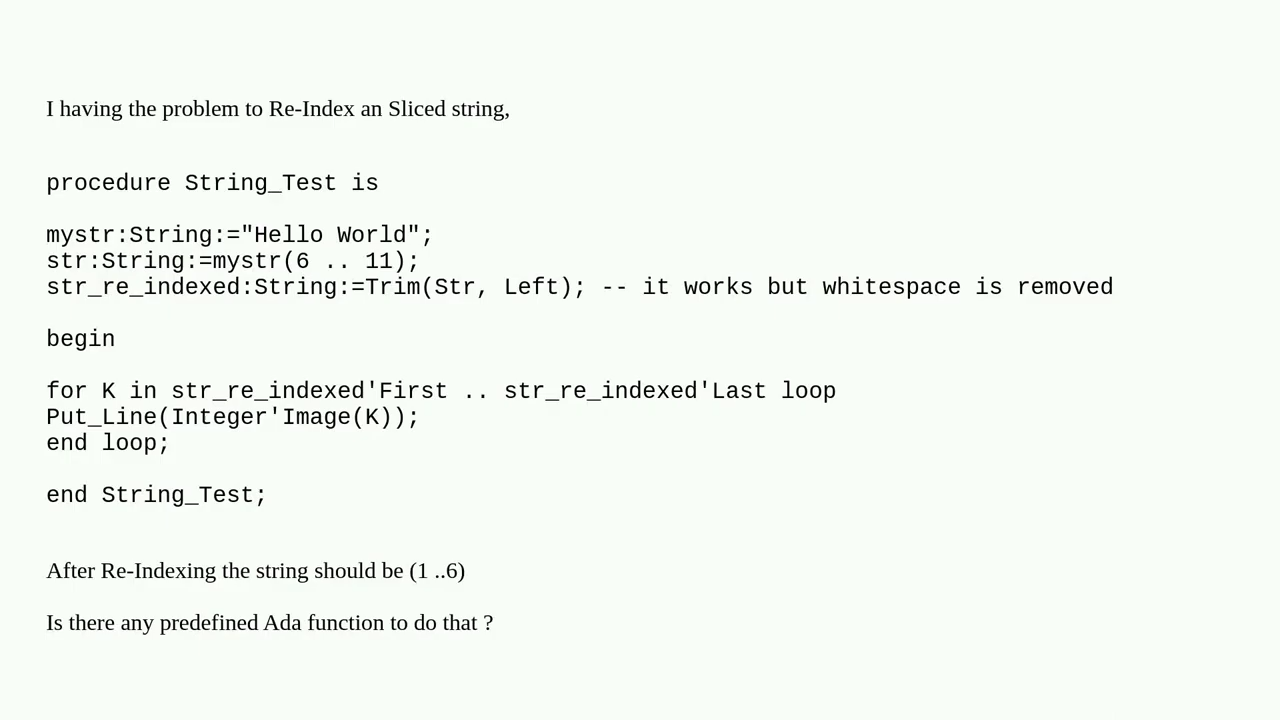 I having the problem to Re-Index an Sliced string,
procedure String_Test is
mystr:String:="Hello World";
str:String:=mystr(6 .. 11);
str_re_indexed:String:=Trim(Str, Left); -- it works but whitespace is removed
begin
for K in str_re_indexed'First .. str_re_indexed'Last loop
Put_Line(Integer'Image(K));
end loop;
end String_Test;
After Re-Indexing the string should be (1 ..6)
Is there any predefined Ada function to do that ?